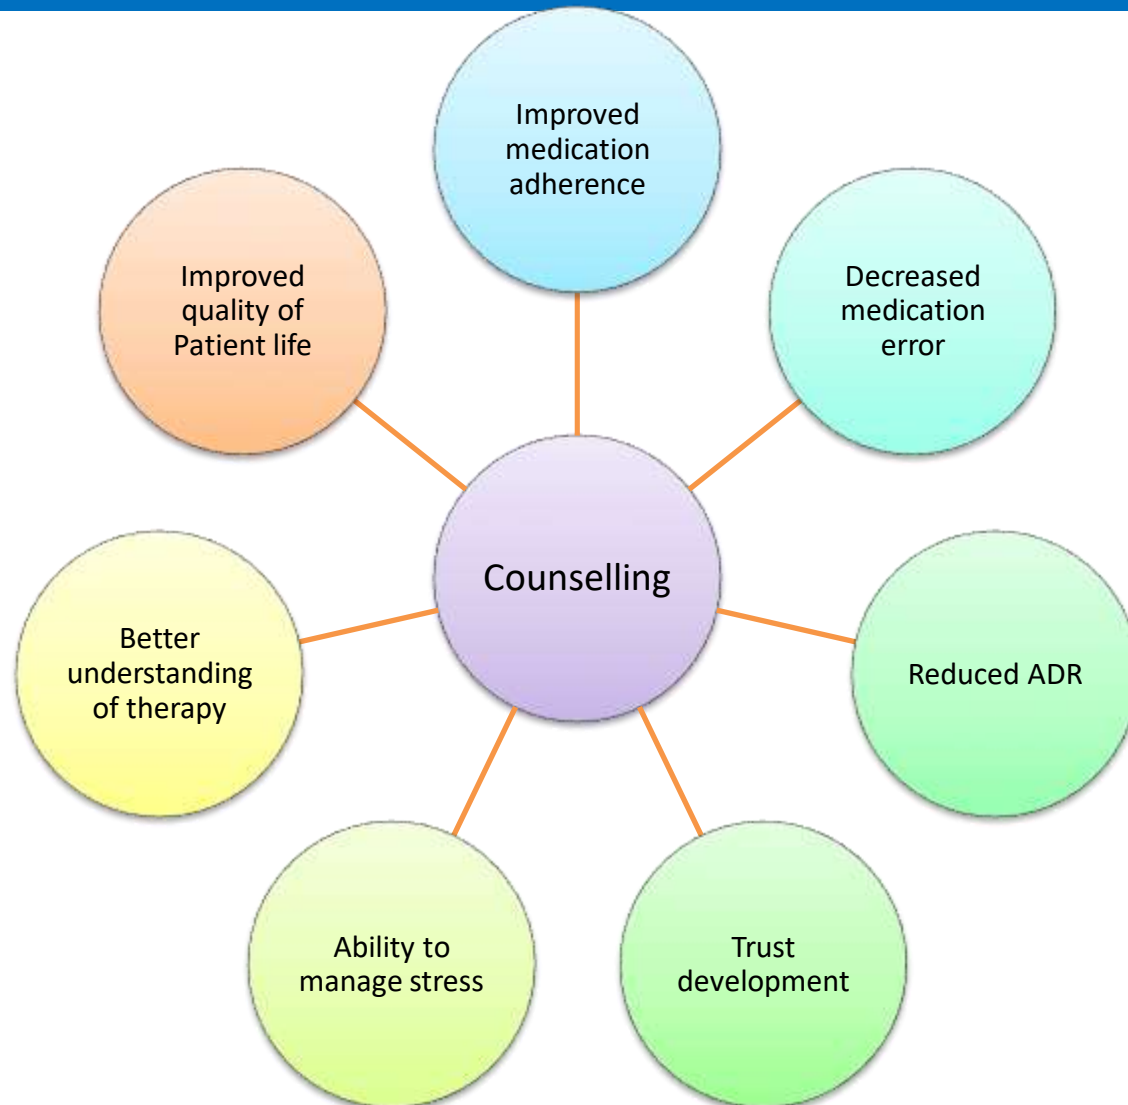 Improved
medication
adherence
Decreased
medication
error
Reduced ADR
Trust
development
Ability to
manage stress
Better
understanding
of therapy
Improved
quality of
Patient life
Counselling